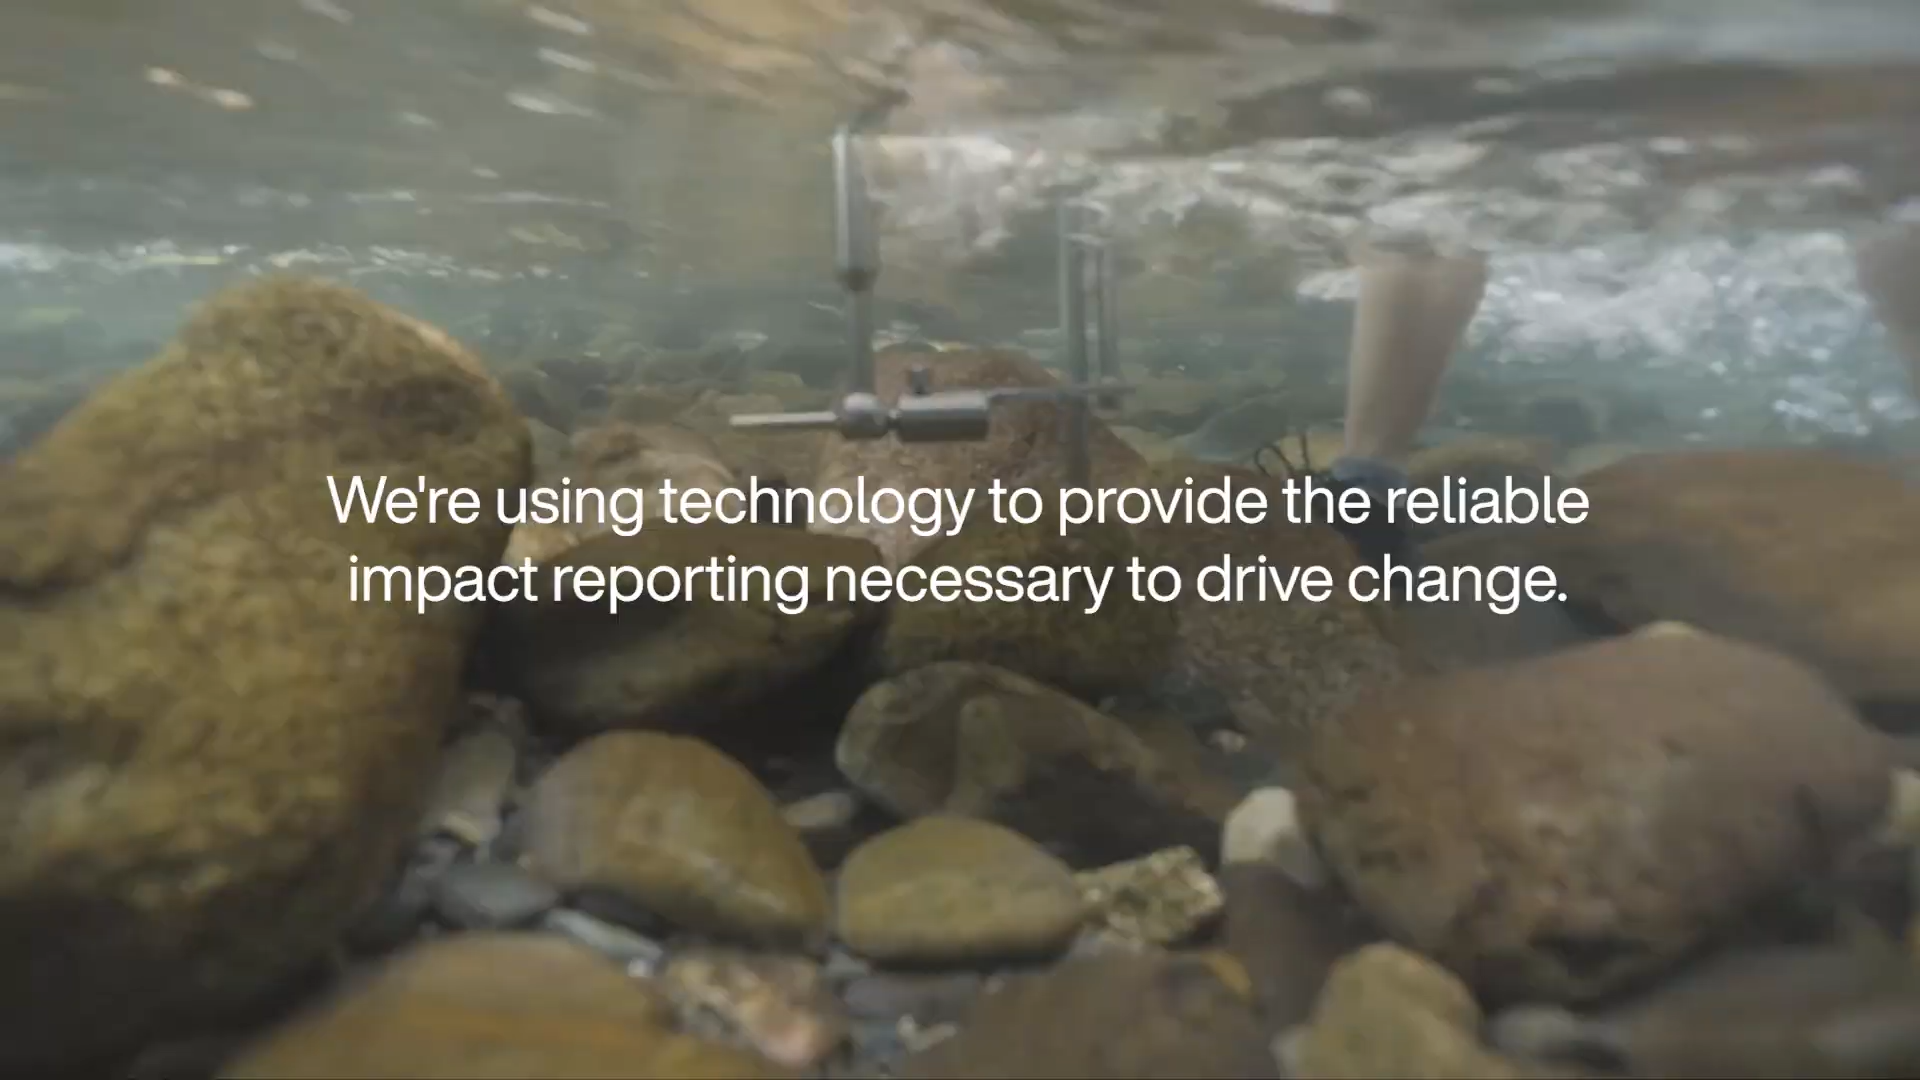 We're using technology to provide the reliable
impact reporting necessary to drive change.